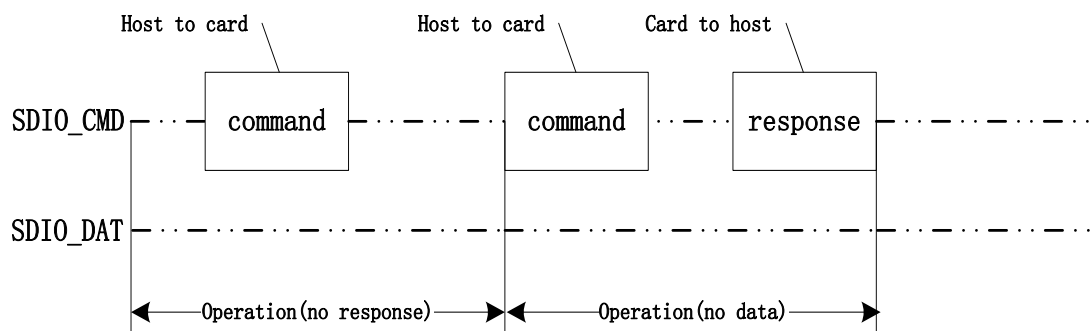 Host to card
Host to card
Card to host
SDIO_CMD
command
command
response
SDIO_DAT
Operation(no response)
Operation(no data)